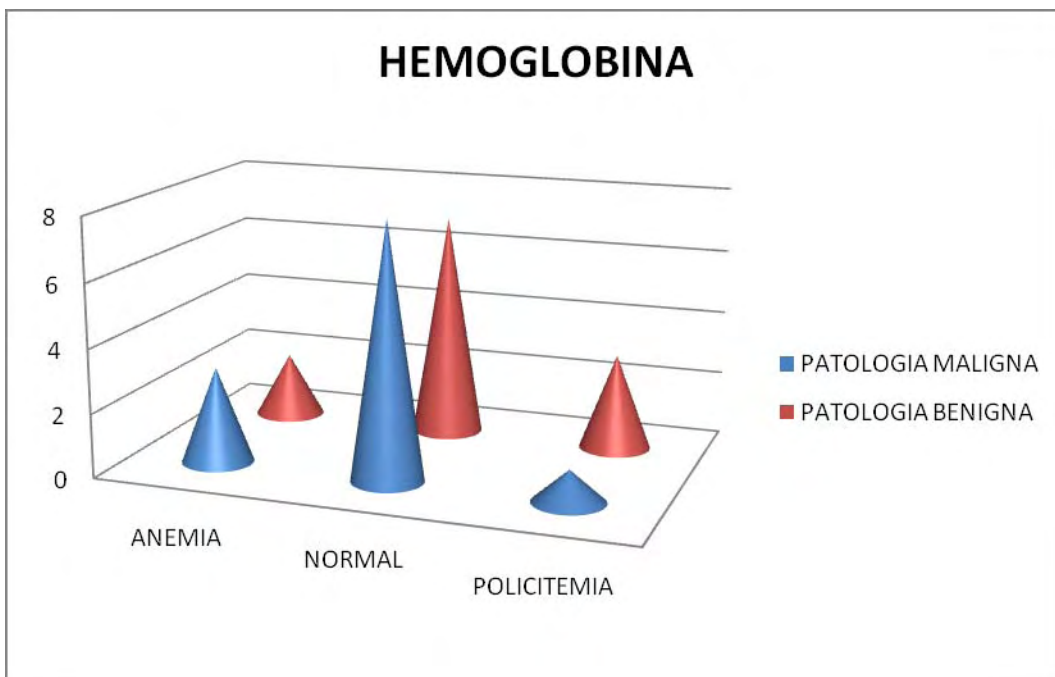 HEMOGLOBINA
8
6
4
2
0
ANEMIA
NORMAL
POLICITEMIA
PATOLOGIA MALIGNA
PATOLOGIA BENIGNA